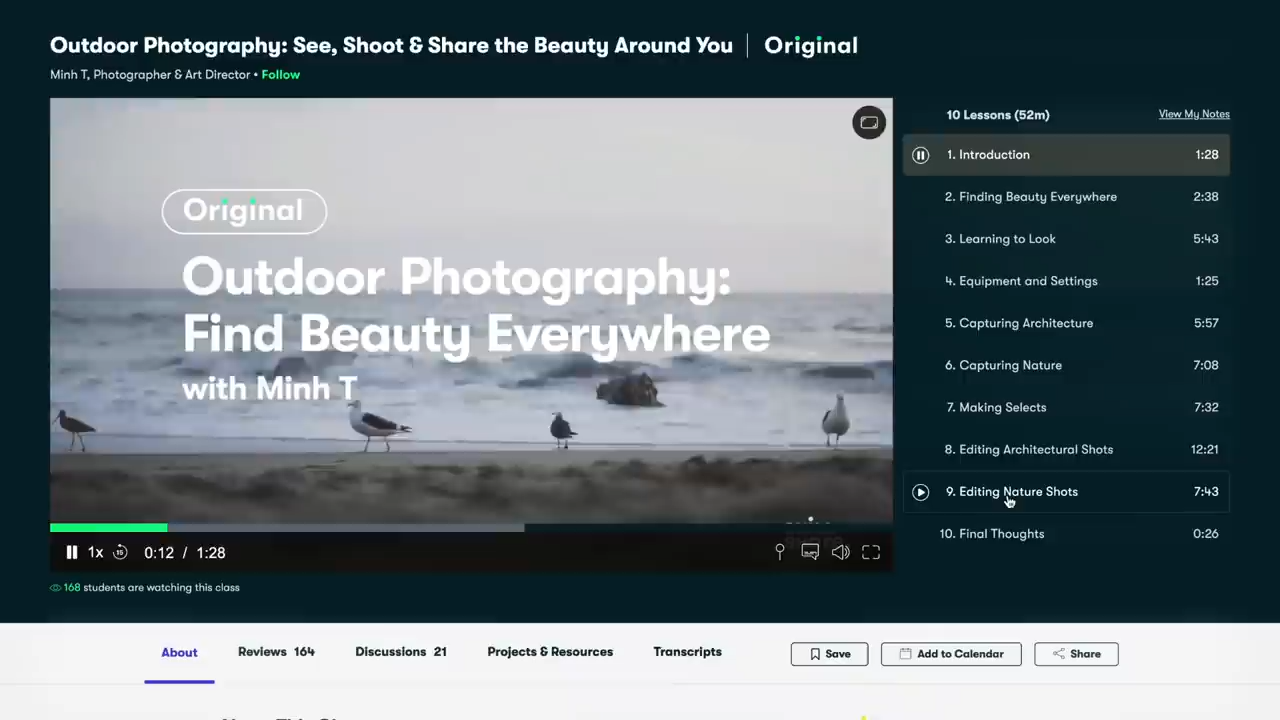 Outdoor Photography: See, Shoot & Share the Beauty Around You | Original
Minh T, Photographer & Art Director • Follow
Original
Outdoor Photography:
Find Beauty Everywhere
with Minh T
1x 15 0:12 / 1:28
168 students are watching this class
10 Lessons (52m) View My Notes
1. Introduction 1:28
2. Finding Beauty Everywhere 2:38
3. Learning to Look 5:43
4. Equipment and Settings 1:25
5. Capturing Architecture 5:57
6. Capturing Nature 7:08
7. Making Selects 7:32
8. Editing Architectural Shots 12:21
9. Editing Nature Shots 7:43
10. Final Thoughts 0:26
About Reviews 164 Discussions 21 Projects & Resources Transcripts Save Add to Calendar Share